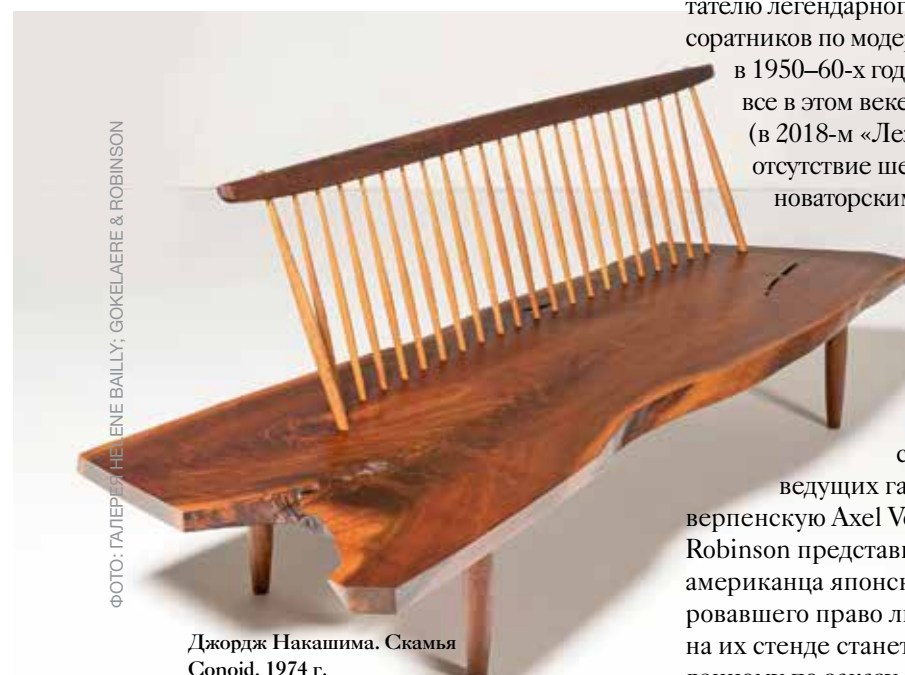 тателю легендарног
соратников по моде
в 1950–60-х год
все в этом веке
(в 2018-м «Ле
отсутствие ше
новаторским
ФОТО: ГАЛЕРЕЯ HELENE BAILLY; GOKELAERE & ROBINSON
с
ведущих га
верпенскую Axel Ve
Robinson представ
американца японск
ровавшего право л
на их стенде станет
Джордж Накашима. Скамья
Conoid. 1974 г.